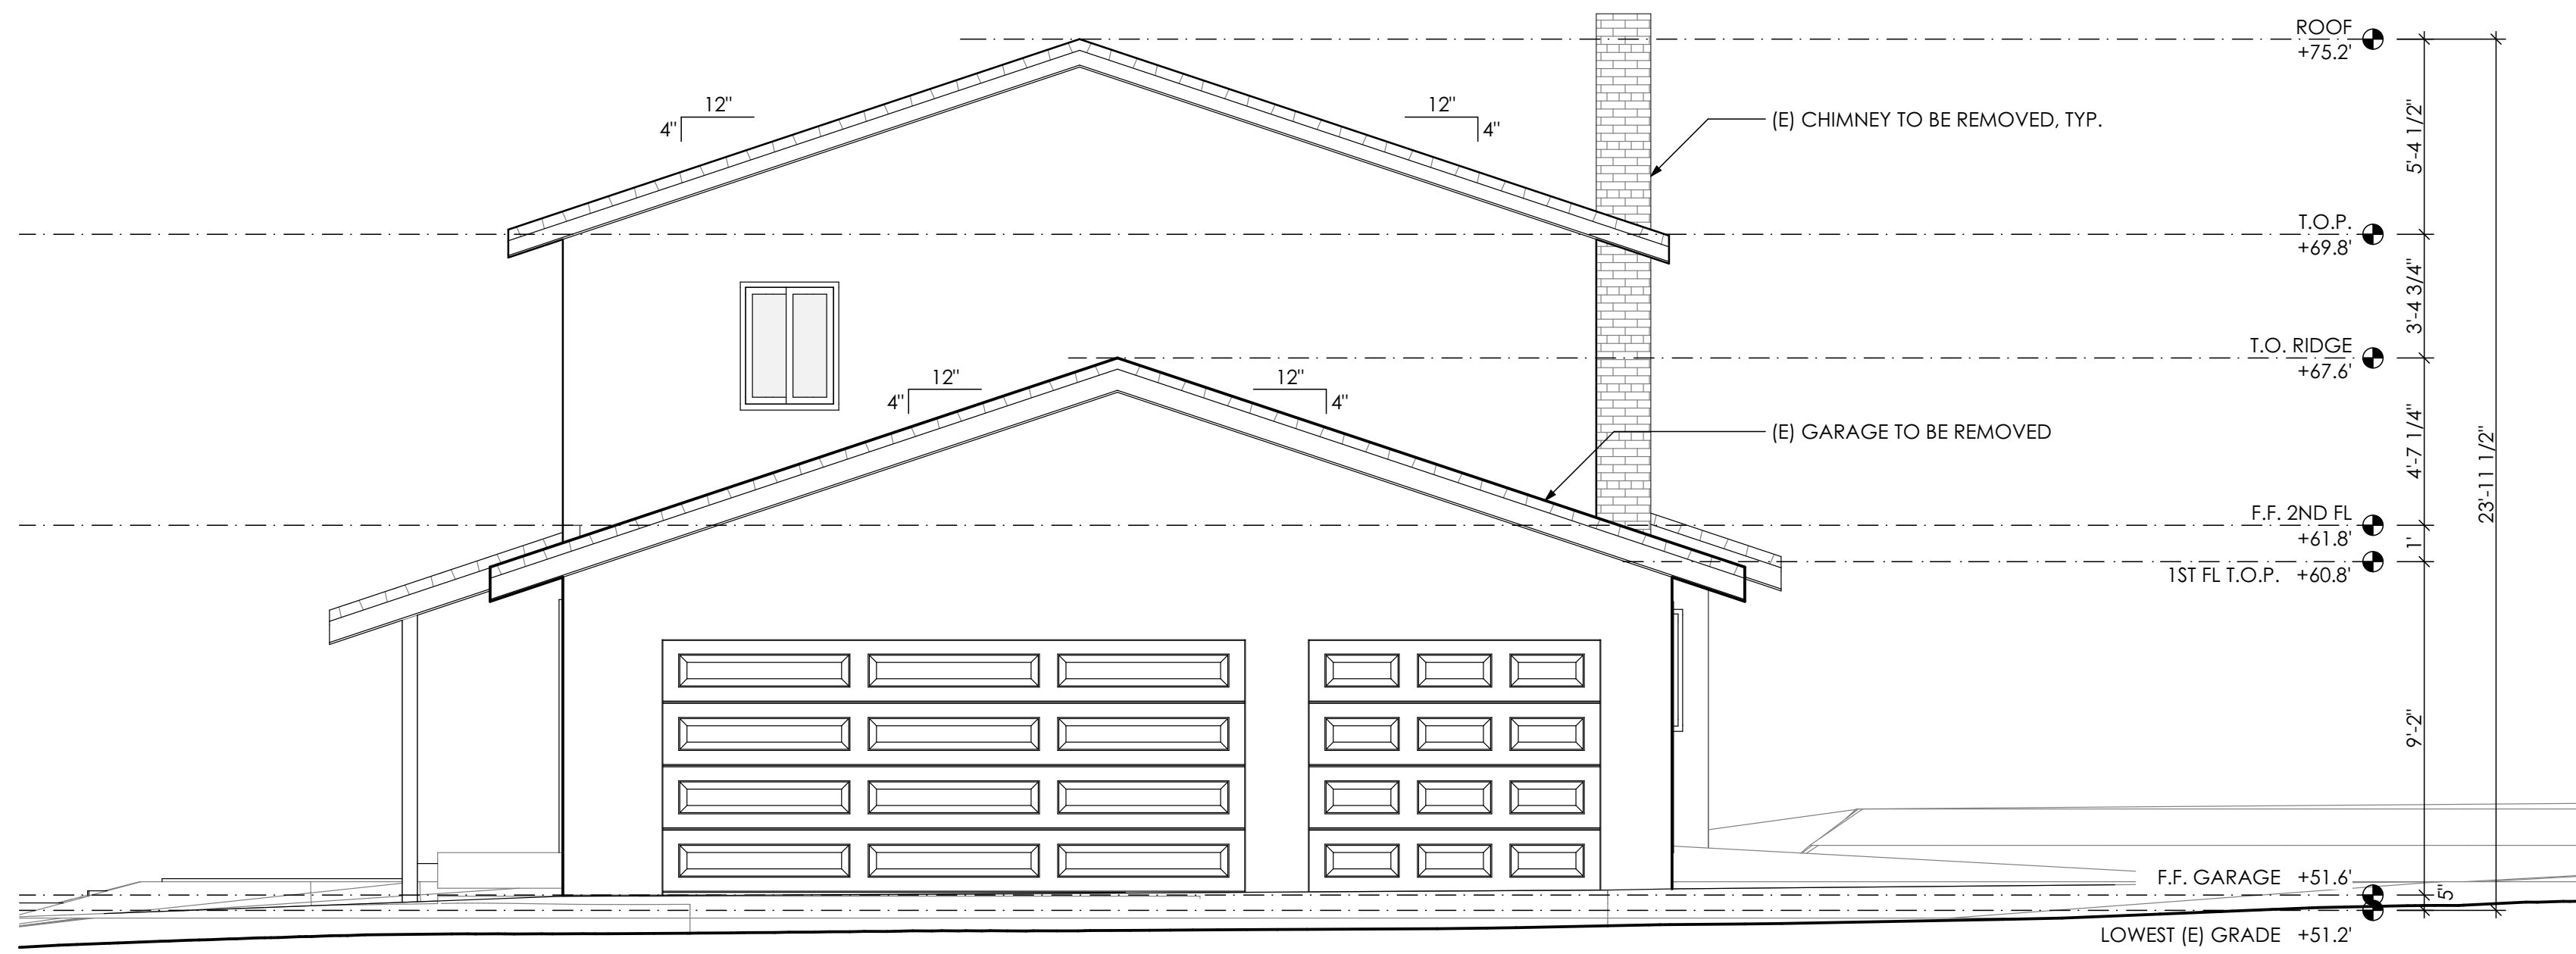 ROOF
+75.2'
12"
4"
12"
4"
(E) CHIMNEY TO BE REMOVED, TYP.
5'-4 1/2"
T.O.P.
+69.8'
3'-4 3/4"
T.O. RIDGE
+67.6'
12"
4"
12"
4"
(E) GARAGE TO BE REMOVED
4'-7 1/4"
23'-11 1/2"
F.F. 2ND FL
+61.8'
1'
1ST FL T.O.P. +60.8'
9'-2"
F.F. GARAGE +51.6'
5"
LOWEST (E) GRADE +51.2'